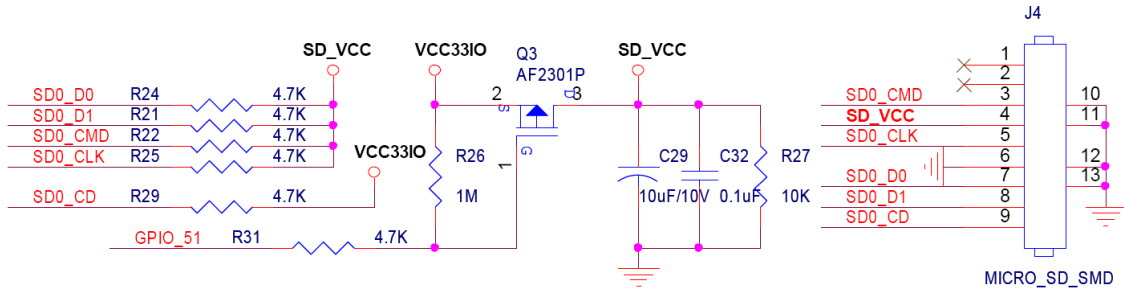 J4
SD_VCC VCC33IO Q3 SD_VCC
AF2301P
1
2
SD0_D0 R24 4.7K 2 S D 3 SD0_CMD 3 10
SD0_D1 R21 4.7K SD_VCC 4 11
SD0_CMD R22 4.7K SD0_CLK 5
SD0_CLK R25 4.7K VCC33IO R26 1 G C29 C32 R27 6 12
SD0_D0 7 13
SD0_CD R29 4.7K 1M 10uF/10V 0.1uF 10K SD0_D1 8
SD0_CD 9
GPIO_51 R31 4.7K
MICRO_SD_SMD